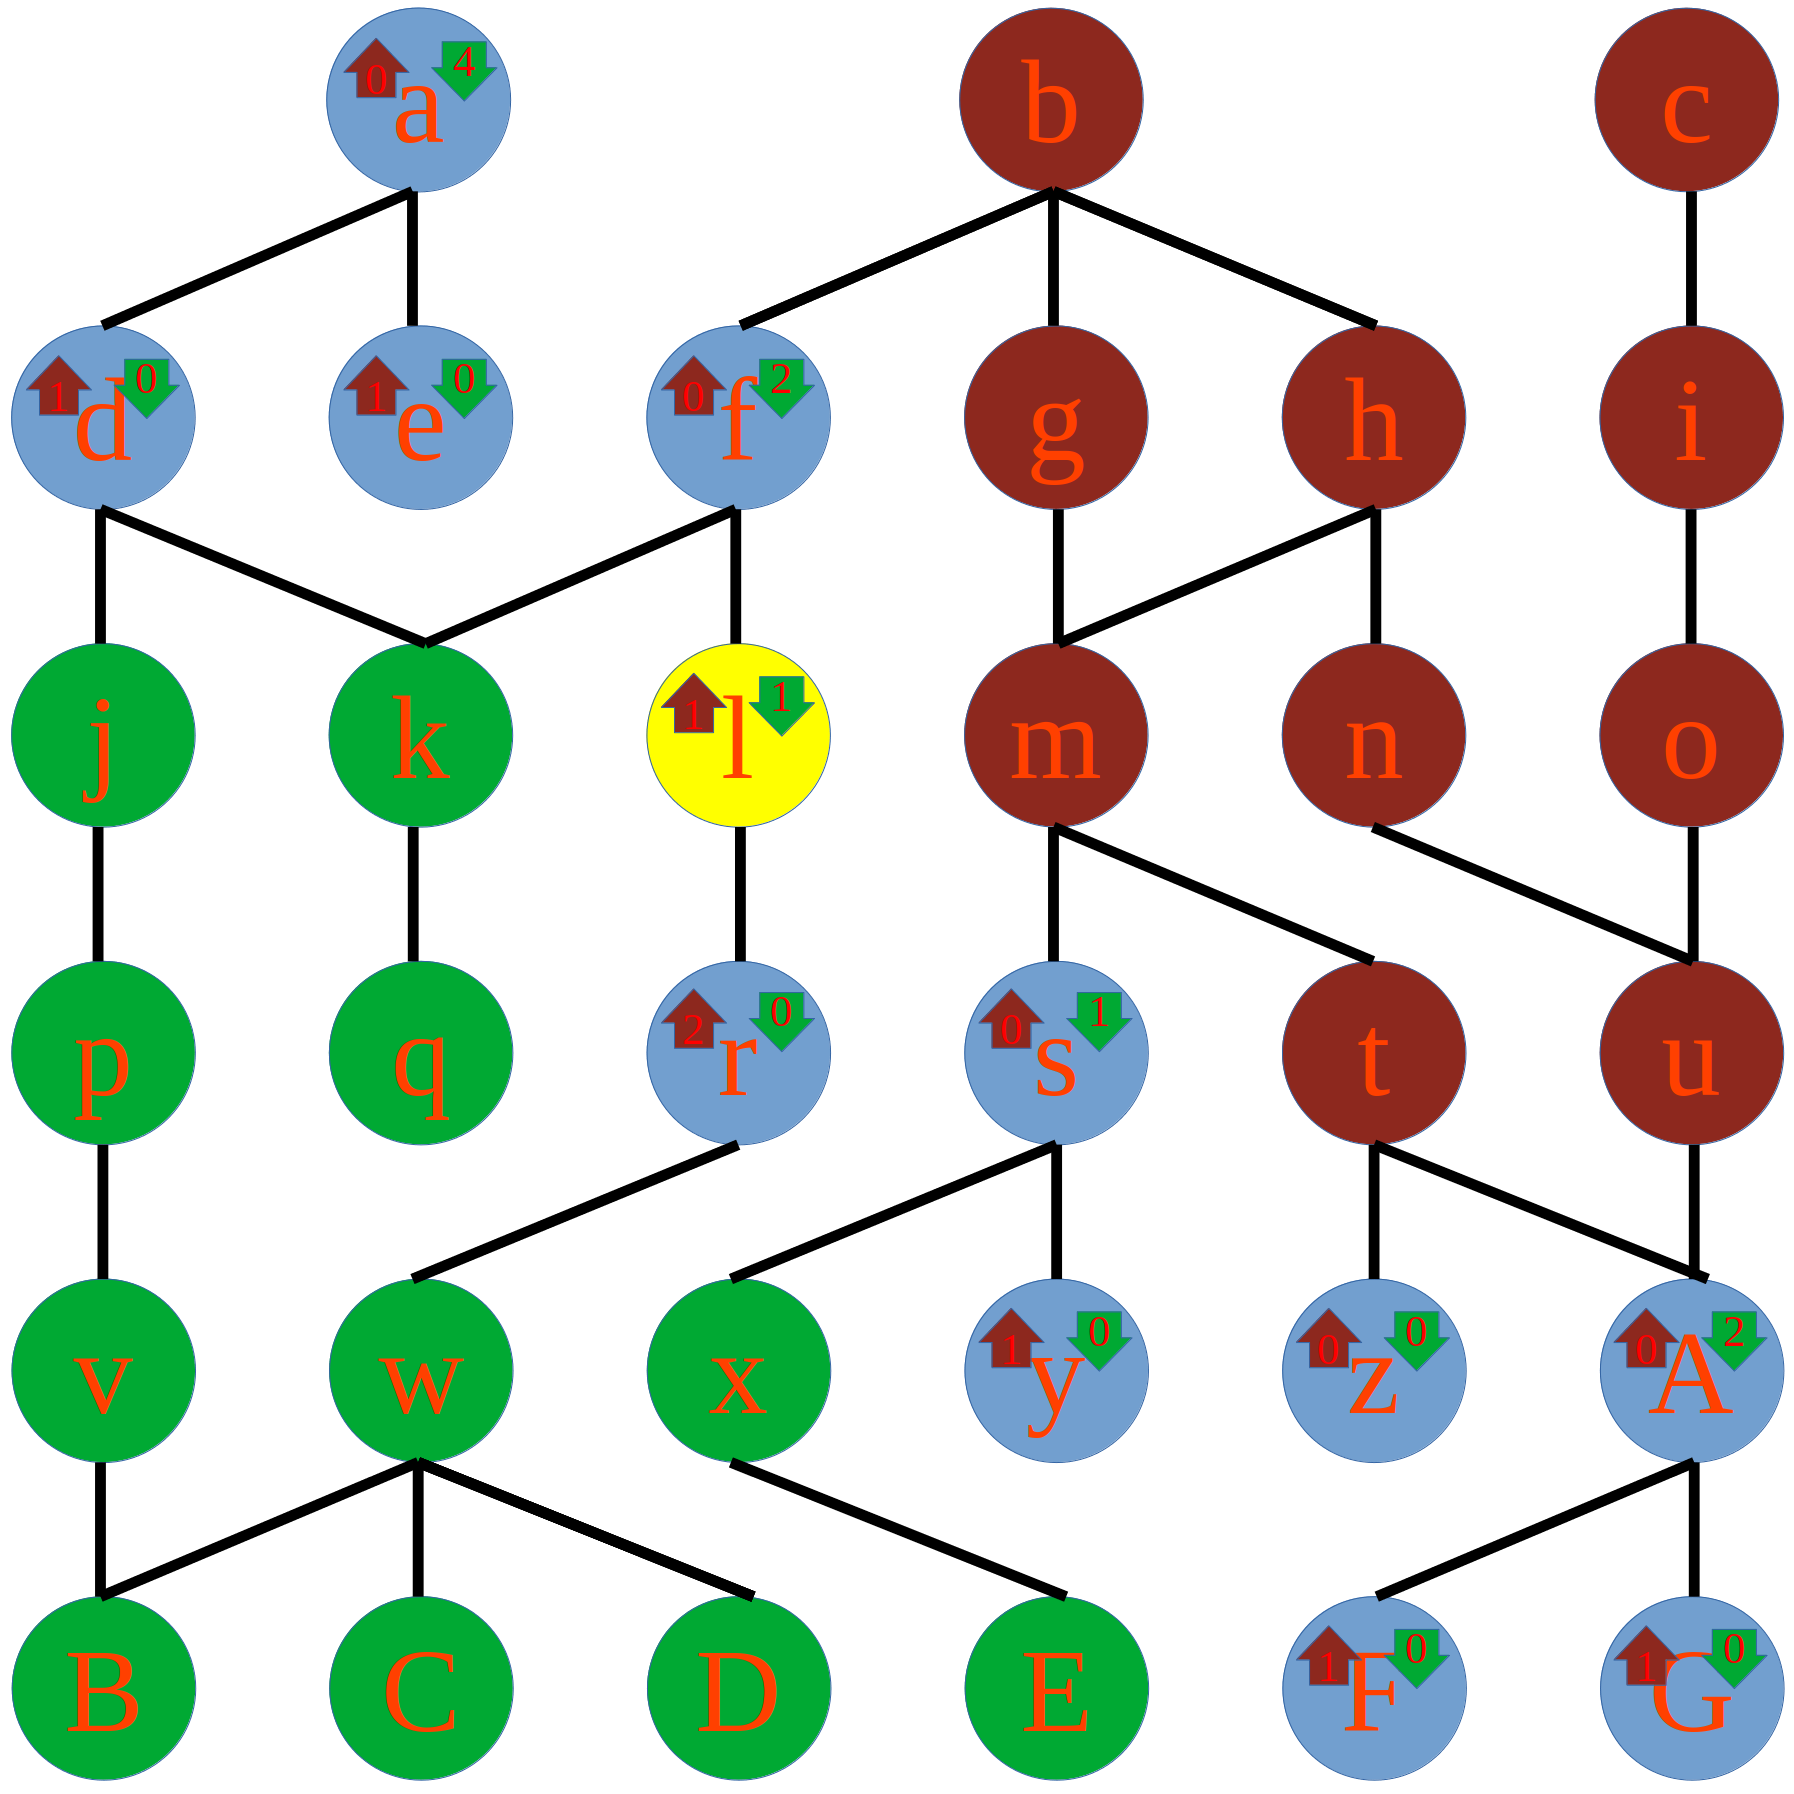 0 4 a b c
1 0 d 1 0 e 0 2 f g h i
j k 1 1 l m n o
p q 2 0 r 0 1 s t u
v w x 1 0 y 0 0 z 0 2 A
B C D E 1 0 F 1 0 G